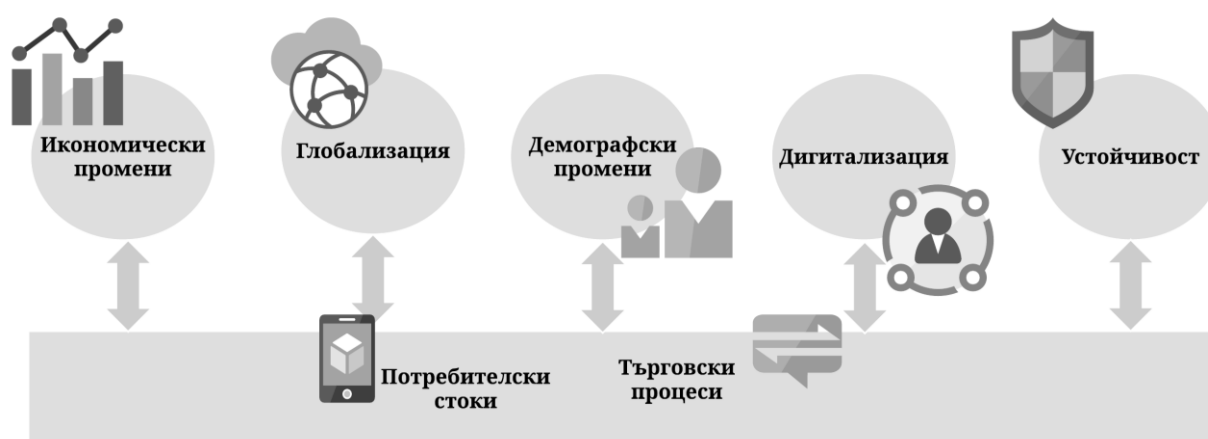 Икономически
промени
Глобализация
Демографски
промени
Дигитализация
Устойчивост
Потребителски
стоки
Търговски
процеси